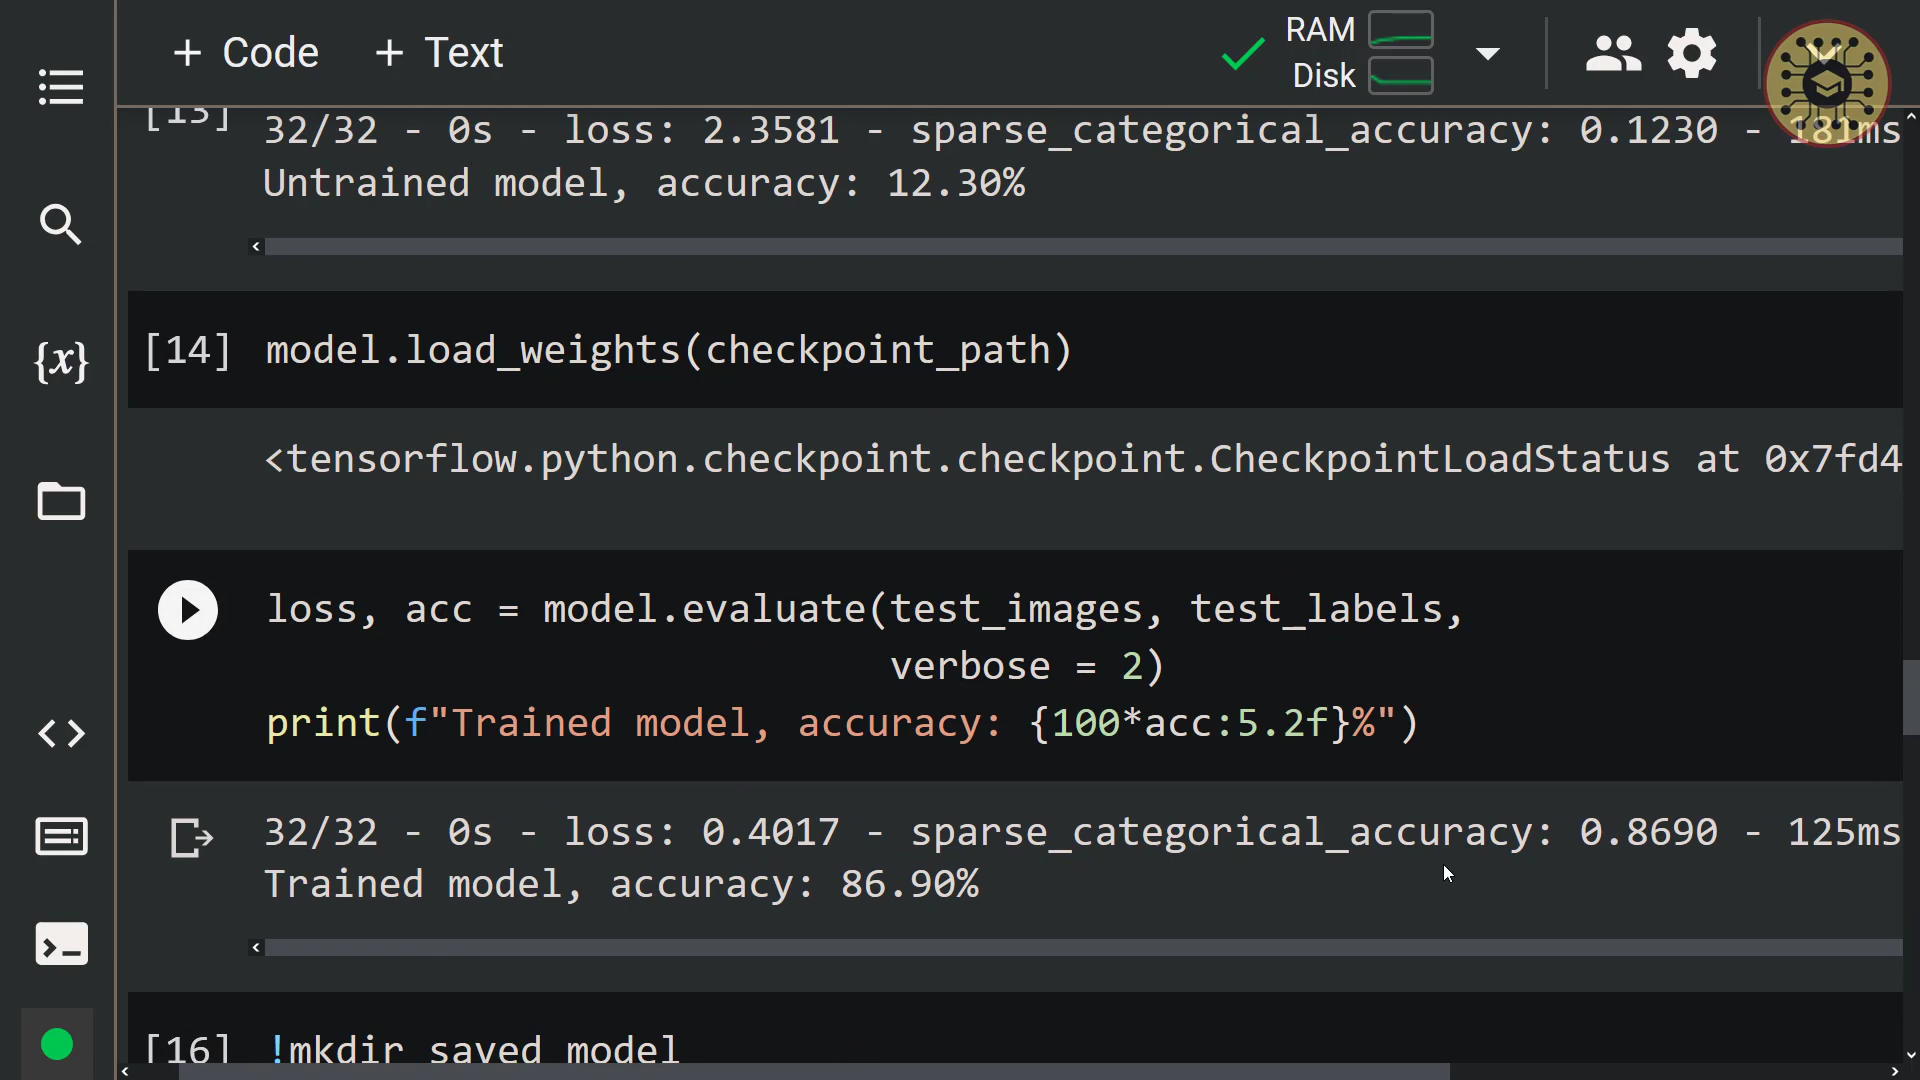 + Code + Text
RAM
Disk
[13] 32/32 - 0s - loss: 2.3581 - sparse_categorical_accuracy: 0.1230 - 181ms
Untrained model, accuracy: 12.30%
{x}
[14] model.load_weights(checkpoint_path)
<tensorflow.python.checkpoint.checkpoint.CheckpointLoadStatus at 0x7fd4
loss, acc = model.evaluate(test_images, test_labels,
verbose = 2)
print(f"Trained model, accuracy: {100*acc:5.2f}%")
32/32 - 0s - loss: 0.4017 - sparse_categorical_accuracy: 0.8690 - 125ms
Trained model, accuracy: 86.90%
[16] !mkdir saved_model